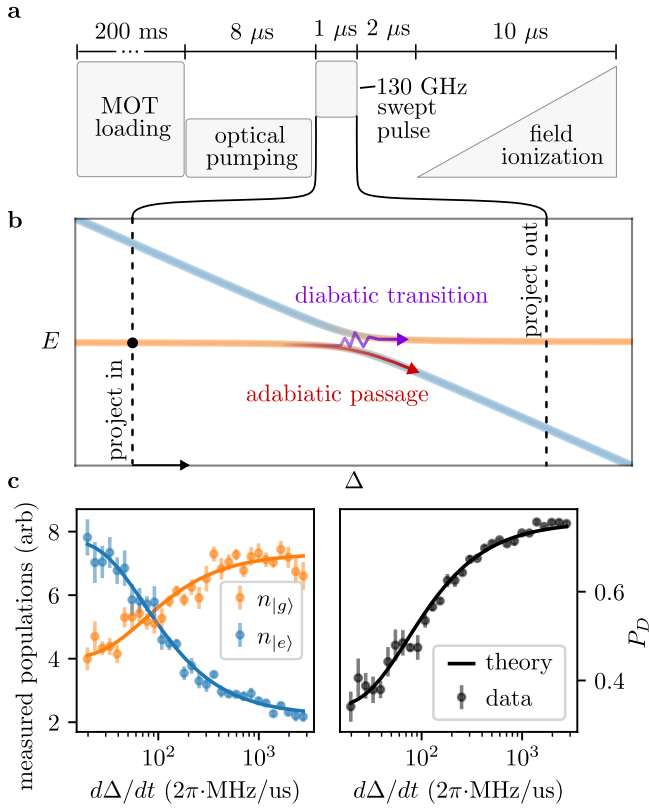 a
200 ms
8 μs
1 μs
2 μs
10 μs
...
MOT
loading
optical
pumping
130 GHz
swept
pulse
field
ionization
b
E
project in
diabatic transition
adabiatic passage
project out
Δ
c
measured populations (arb)
8
6
4
2
n|g⟩
n|e⟩
10²
10³
dΔ/dt (2π·MHz/us)
theory
data
0.6
0.4
P_D
10²
10³
dΔ/dt (2π·MHz/us)